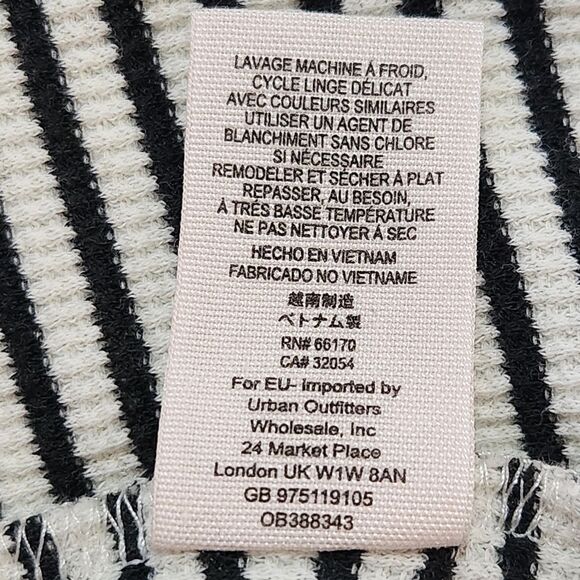 LAVAGE MACHINE À FROID,
CYCLE LINGE DÉLICAT
AVEC COULEURS SIMILAIRES
UTILISER UN AGENT DE
BLANCHIMENT SANS CHLORE
SI NÉCESSAIRE
REMODELER ET SÉCHER À PLAT
REPASSER, AU BESOIN,
À TRÉS BASSE TEMPÉRATURE
NE PAS NETTOYER À SEC
HECHO EN VIETNAM
FABRICADO NO VIETNAME
越南制造
ベトナム製
RN# 66170
CA# 32054
For EU- Imported by
Urban Outfitters
Wholesale, Inc
24 Market Place
London UK W1W 8AN
GB 975119105
OB388343